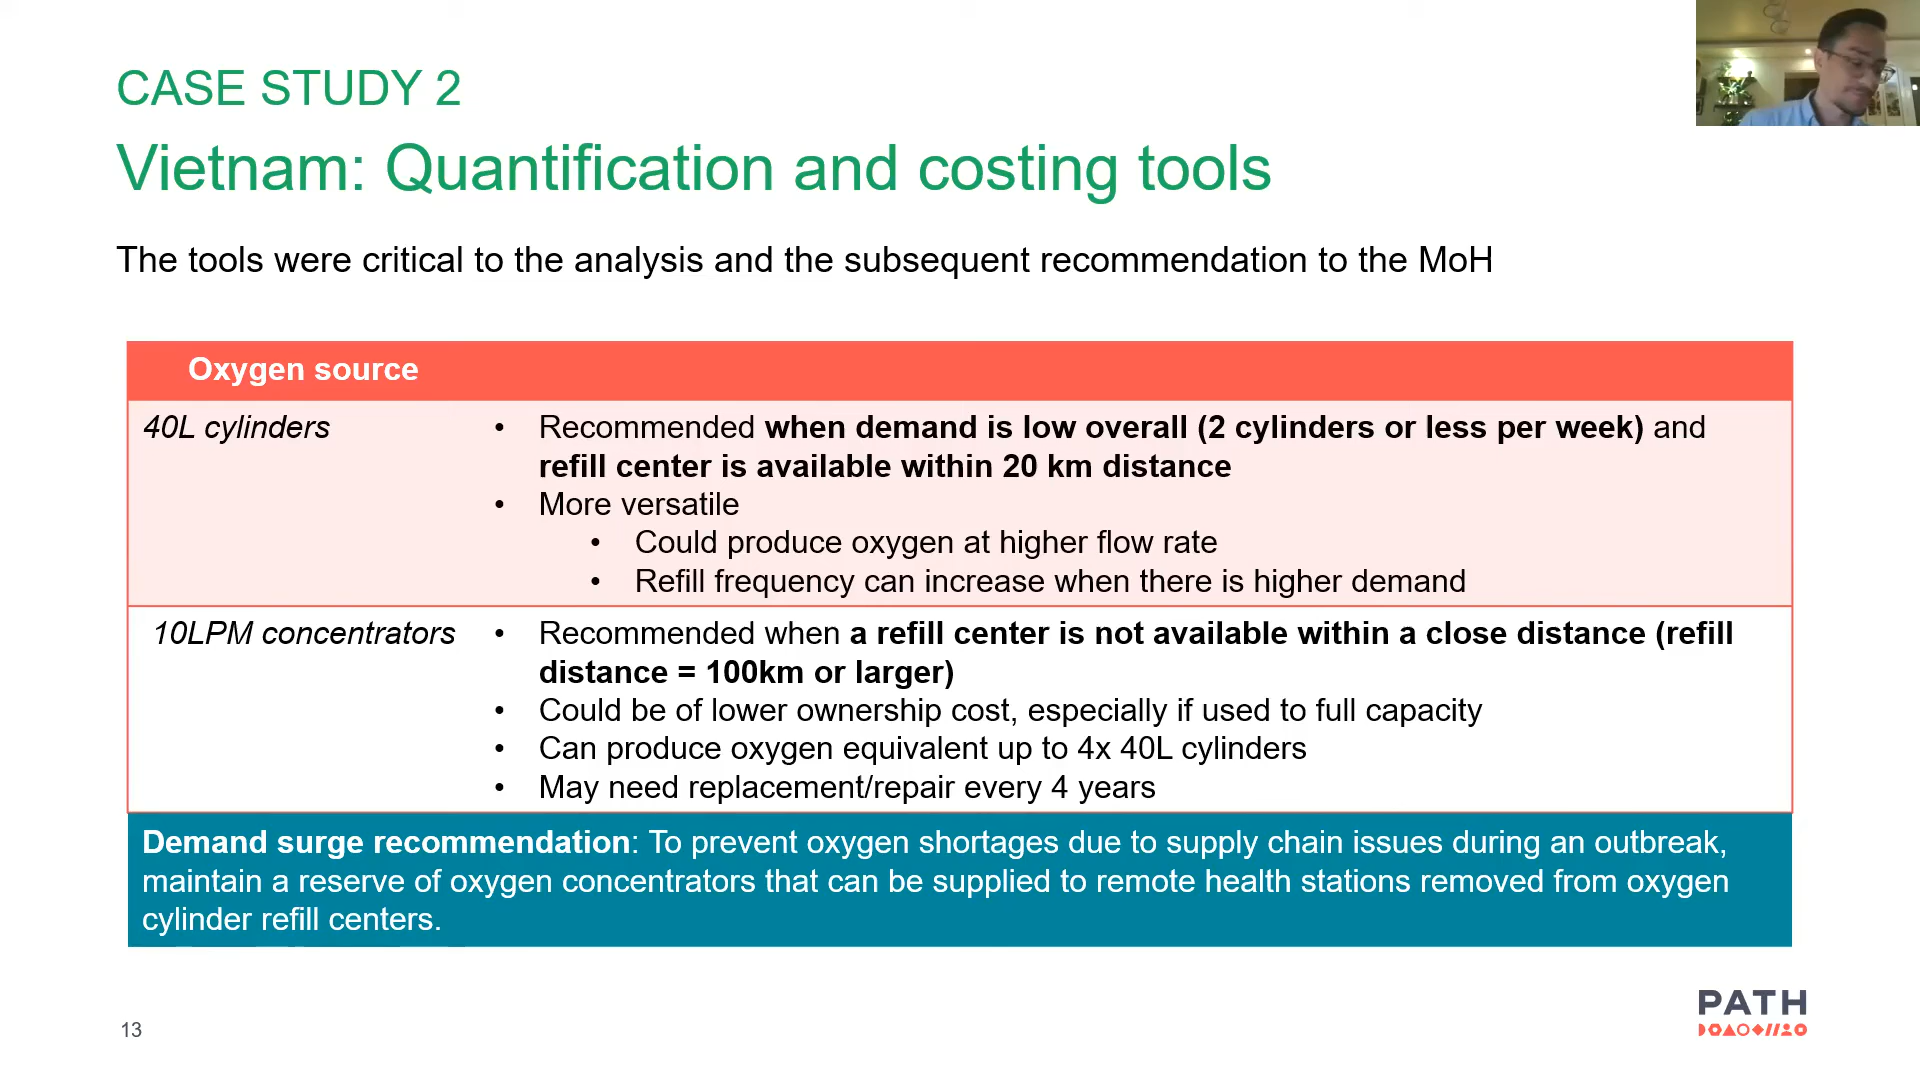 CASE STUDY 2
Vietnam: Quantification and costing tools
The tools were critical to the analysis and the subsequent recommendation to the MoH
Oxygen source
40L cylinders
• Recommended when demand is low overall (2 cylinders or less per week) and
refill center is available within 20 km distance
• More versatile
• Could produce oxygen at higher flow rate
• Refill frequency can increase when there is higher demand
10LPM concentrators
• Recommended when a refill center is not available within a close distance (refill
distance = 100km or larger)
• Could be of lower ownership cost, especially if used to full capacity
• Can produce oxygen equivalent up to 4x 40L cylinders
• May need replacement/repair every 4 years
Demand surge recommendation: To prevent oxygen shortages due to supply chain issues during an outbreak,
maintain a reserve of oxygen concentrators that can be supplied to remote health stations removed from oxygen
cylinder refill centers.
13
PATH